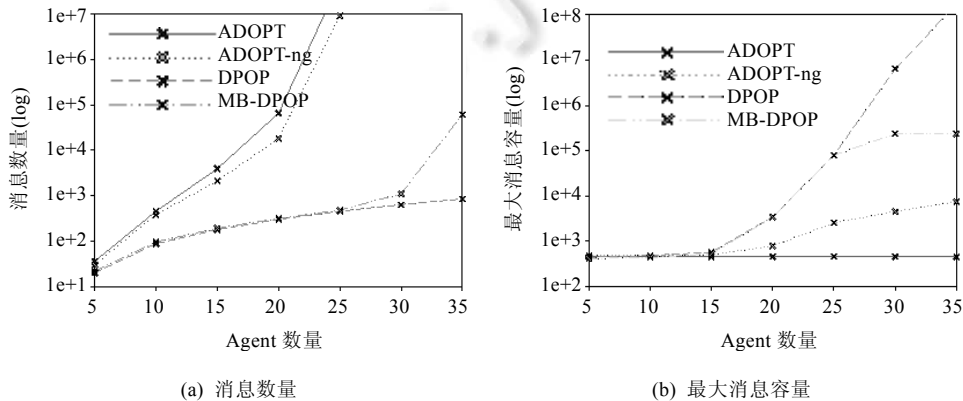 1e+7
1e+6
1e+5
1e+4
1e+3
1e+2
1e+1
消息数量(log)
ADOPT
ADOPT-ng
DPOP
MB-DPOP
5 10 15 20 25 30 35
Agent 数量
(a) 消息数量
1e+8
1e+7
1e+6
1e+5
1e+4
1e+3
1e+2
最大消息容量(log)
ADOPT
ADOPT-ng
DPOP
MB-DPOP
5 10 15 20 25 30 35
Agent 数量
(b) 最大消息容量